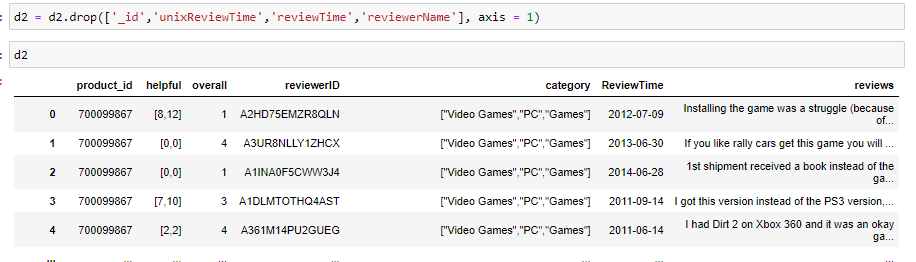 d2 = d2.drop(['_id','unixReviewTime','reviewTime','reviewerName'], axis = 1)
d2
product_id helpful overall reviewerID category ReviewTime reviews
0 700099867 [8,12] 1 A2HD75EMZR8QLN ["Video Games","PC","Games"] 2012-07-09 Installing the game was a struggle (because
of...
1 700099867 [0,0] 4 A3UR8NLLY1ZHCX ["Video Games","PC","Games"] 2013-06-30 If you like rally cars get this game you will
...
2 700099867 [0,0] 1 A1INA0F5CWW3J4 ["Video Games","PC","Games"] 2014-06-28 1st shipment received a book instead of the
ga...
3 700099867 [7,10] 3 A1DLMTOTHQ4AST ["Video Games","PC","Games"] 2011-09-14 I got this version instead of the PS3 version,...
4 700099867 [2,2] 4 A361M14PU2GUEG ["Video Games","PC","Games"] 2011-06-14 I had Dirt 2 on Xbox 360 and it was an okay
ga...
... ... ... ... ... ... ... ...